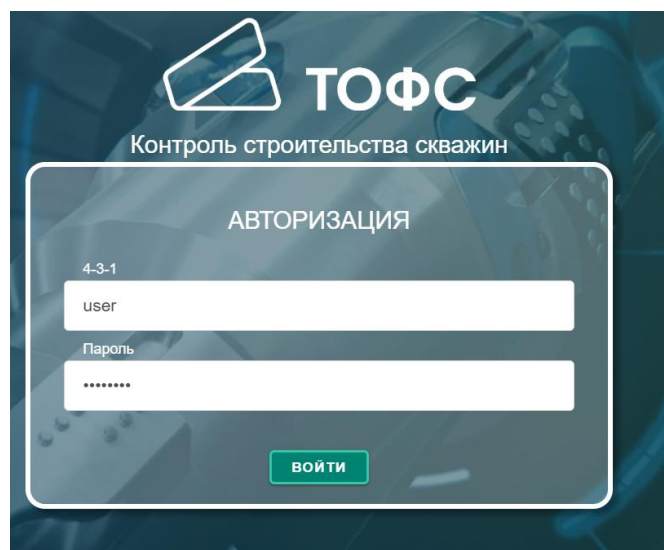 ТОФС
Контроль строительства скважин
АВТОРИЗАЦИЯ
4-3-1
user
Пароль
••••••••
ВОЙТИ